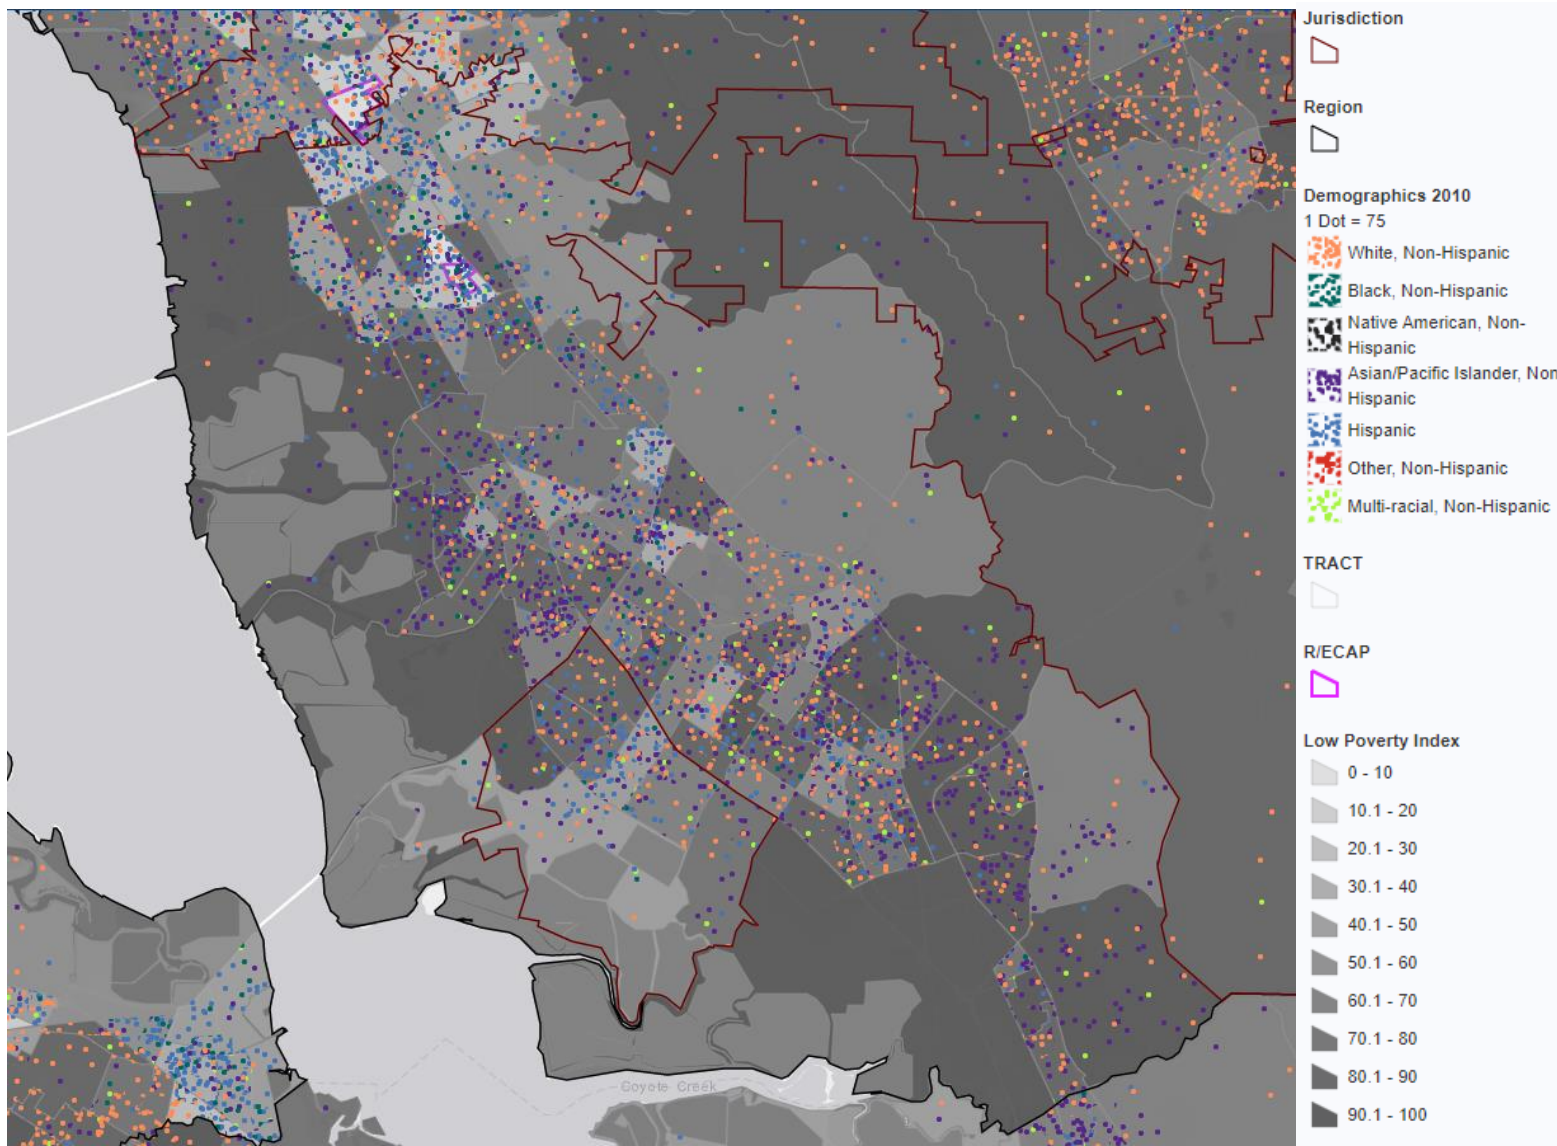 Jurisdiction
Region
Demographics 2010
1 Dot = 75
White, Non-Hispanic
Black, Non-Hispanic
Native American, Non-
Hispanic
Asian/Pacific Islander, Non
Hispanic
Hispanic
Other, Non-Hispanic
Multi-racial, Non-Hispanic
TRACT
R/ECAP
Low Poverty Index
0 - 10
10.1 - 20
20.1 - 30
30.1 - 40
40.1 - 50
50.1 - 60
60.1 - 70
70.1 - 80
80.1 - 90
90.1 - 100
Coyote Creek